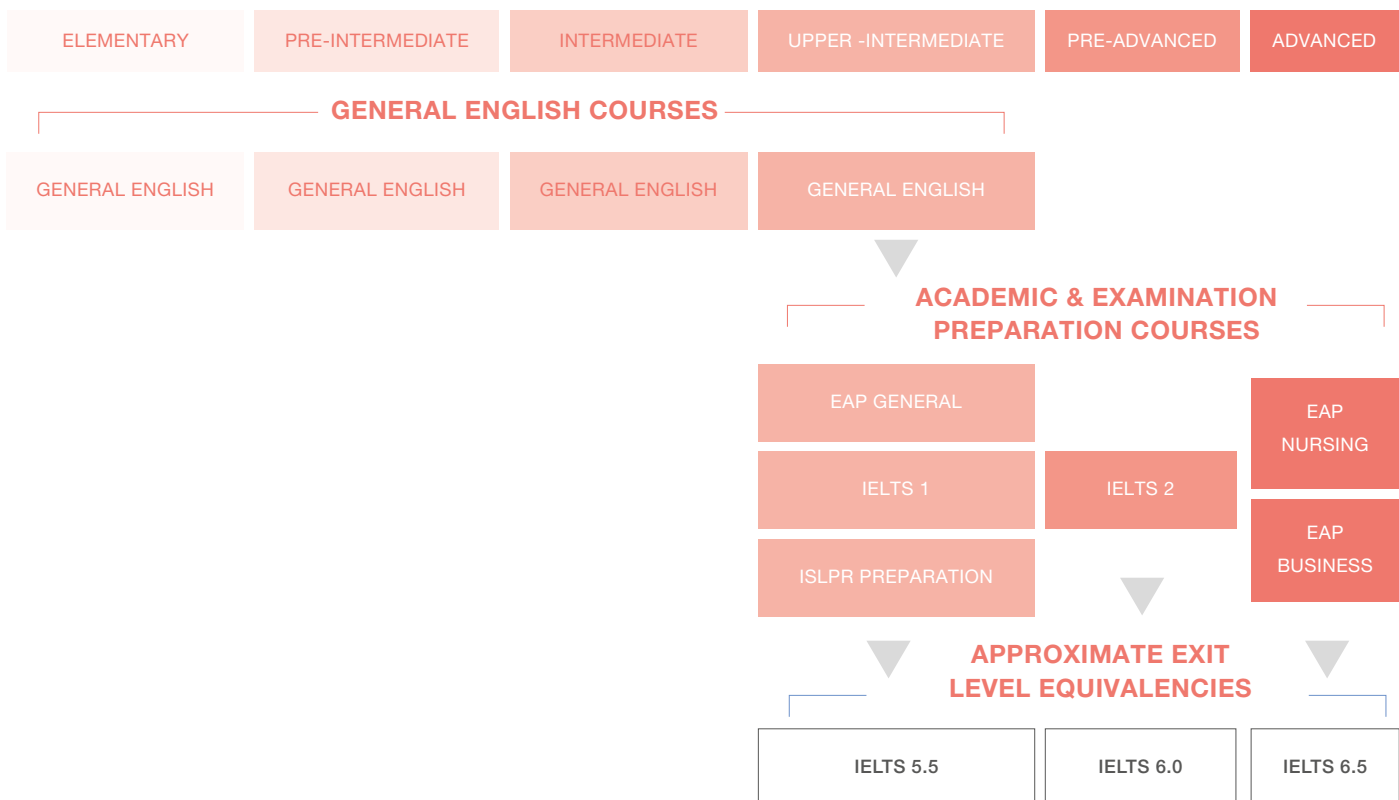 ELEMENTARY
PRE-INTERMEDIATE
INTERMEDIATE
UPPER -INTERMEDIATE
PRE-ADVANCED
ADVANCED
GENERAL ENGLISH COURSES
GENERAL ENGLISH
GENERAL ENGLISH
GENERAL ENGLISH
GENERAL ENGLISH
ACADEMIC & EXAMINATION
PREPARATION COURSES
EAP GENERAL
IELTS 1
ISLPR PREPARATION
IELTS 2
EAP
NURSING
EAP
BUSINESS
APPROXIMATE EXIT
LEVEL EQUIVALENCIES
IELTS 5.5
IELTS 6.0
IELTS 6.5